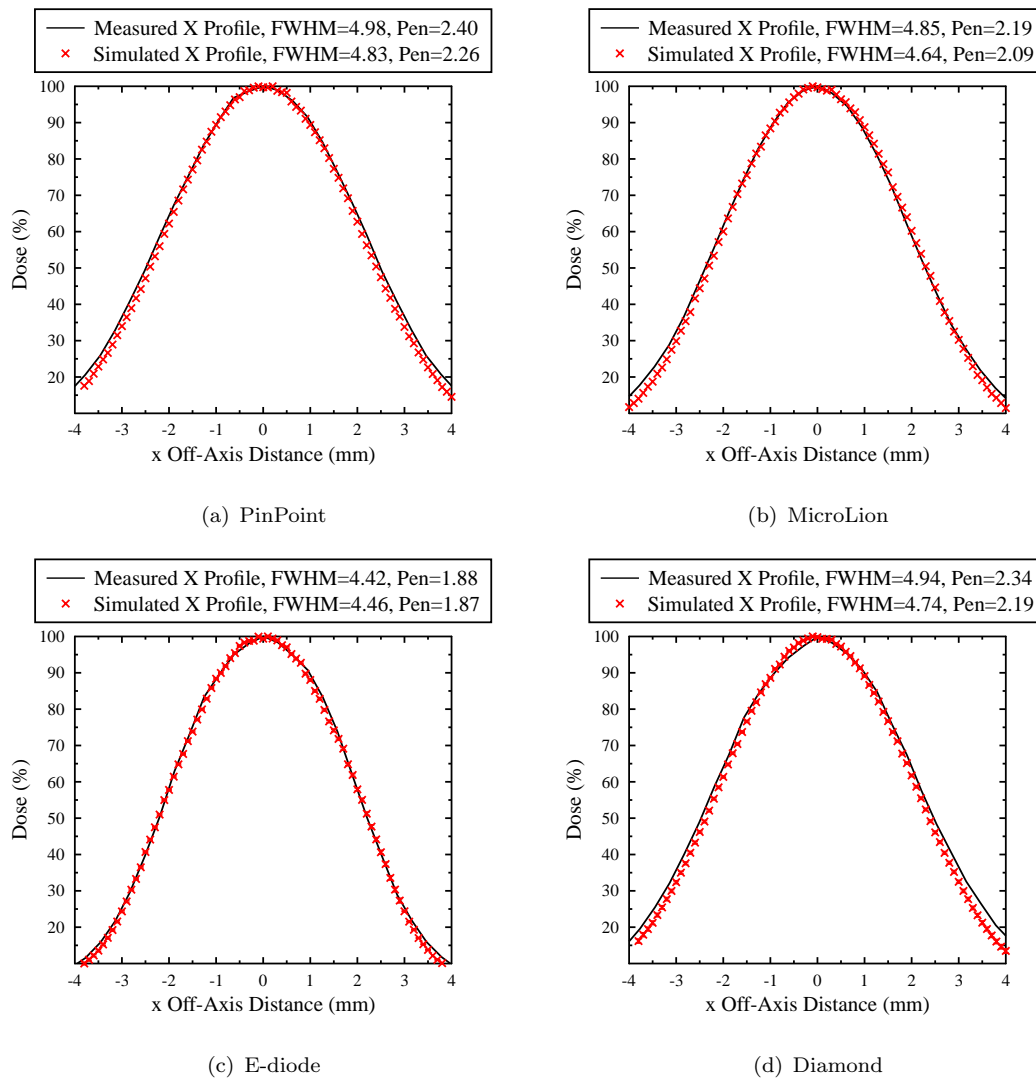 Measured X Profile, FWHM=4.98, Pen=2.40
Simulated X Profile, FWHM=4.83, Pen=2.26
100
90
80
70
60
50
40
30
20
Dose (%)
-4 -3 -2 -1 0 1 2 3 4
x Off-Axis Distance (mm)
(a) PinPoint
Measured X Profile, FWHM=4.85, Pen=2.19
Simulated X Profile, FWHM=4.64, Pen=2.09
100
90
80
70
60
50
40
30
20
Dose (%)
-4 -3 -2 -1 0 1 2 3 4
x Off-Axis Distance (mm)
(b) MicroLion
Measured X Profile, FWHM=4.42, Pen=1.88
Simulated X Profile, FWHM=4.46, Pen=1.87
100
90
80
70
60
50
40
30
20
Dose (%)
-4 -3 -2 -1 0 1 2 3 4
x Off-Axis Distance (mm)
(c) E-diode
Measured X Profile, FWHM=4.94, Pen=2.34
Simulated X Profile, FWHM=4.74, Pen=2.19
100
90
80
70
60
50
40
30
20
Dose (%)
-4 -3 -2 -1 0 1 2 3 4
x Off-Axis Distance (mm)
(d) Diamond